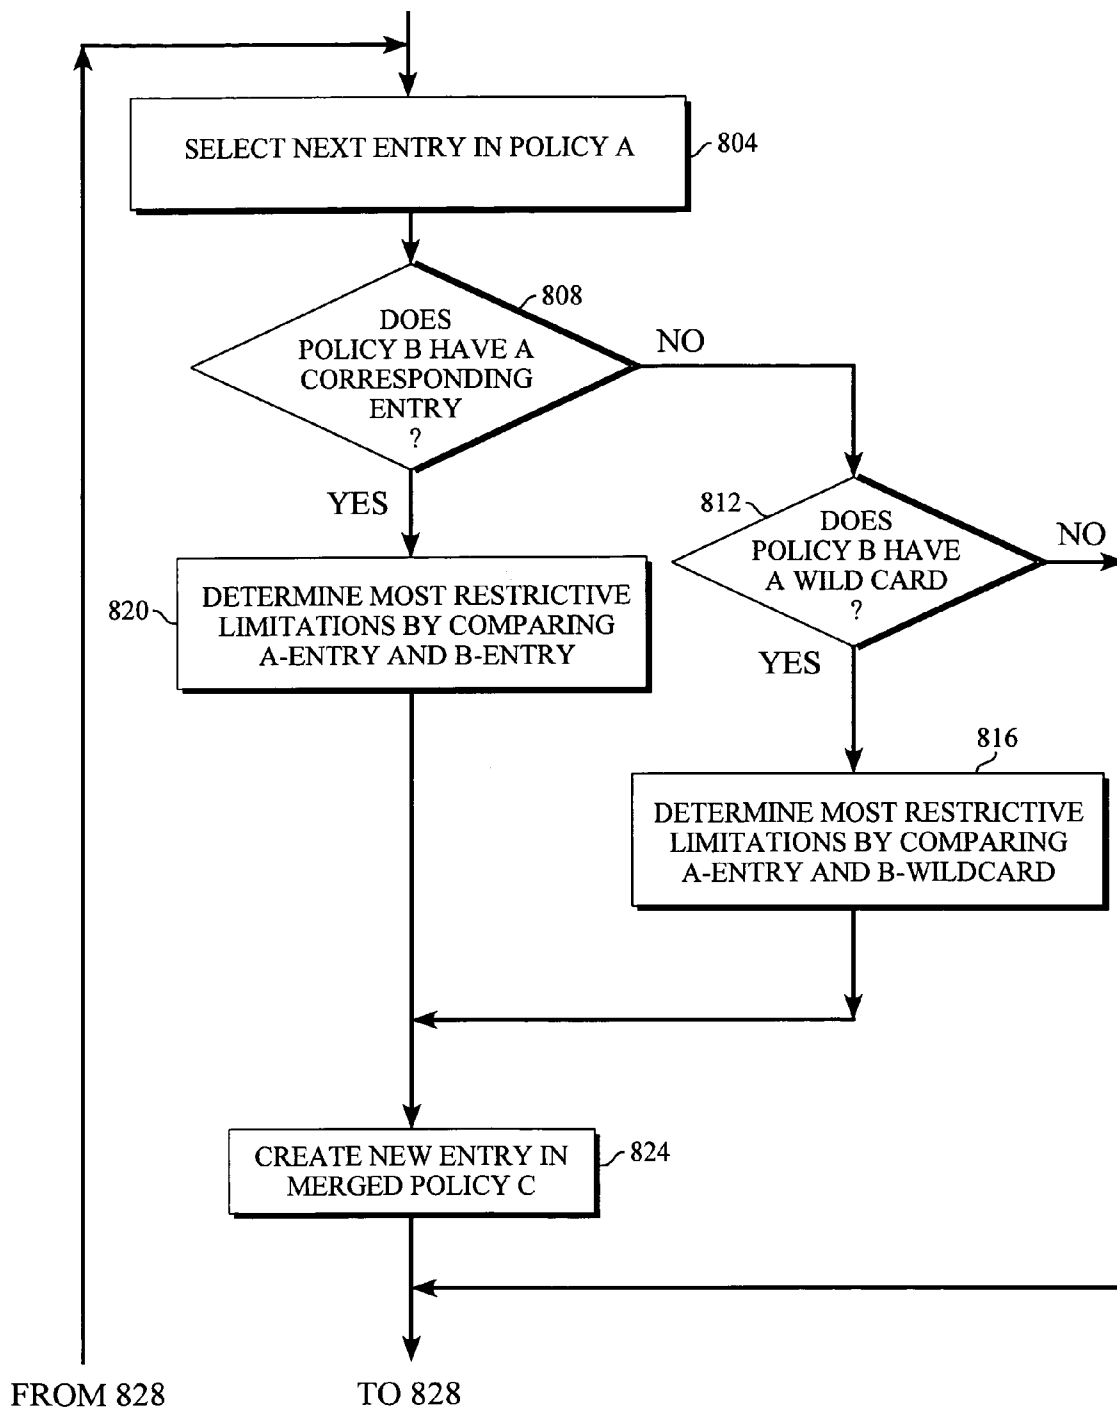 SELECT NEXT ENTRY IN POLICY A
804
808
DOES
POLICY B HAVE A
CORRESPONDING
ENTRY
?
NO
YES
812
DOES
POLICY B HAVE
A WILD CARD
?
NO
YES
820
DETERMINE MOST RESTRICTIVE
LIMITATIONS BY COMPARING
A-ENTRY AND B-ENTRY
816
DETERMINE MOST RESTRICTIVE
LIMITATIONS BY COMPARING
A-ENTRY AND B-WILDCARD
CREATE NEW ENTRY IN
MERGED POLICY C
824
FROM 828
TO 828